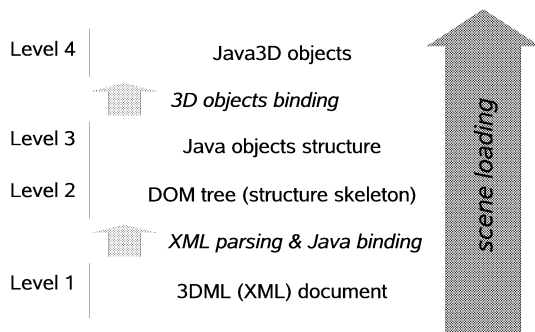 Level 4
Java3D objects
3D objects binding
Level 3
Java objects structure
Level 2
DOM tree (structure skeleton)
XML parsing & Java binding
Level 1
3DML (XML) document
scene loading